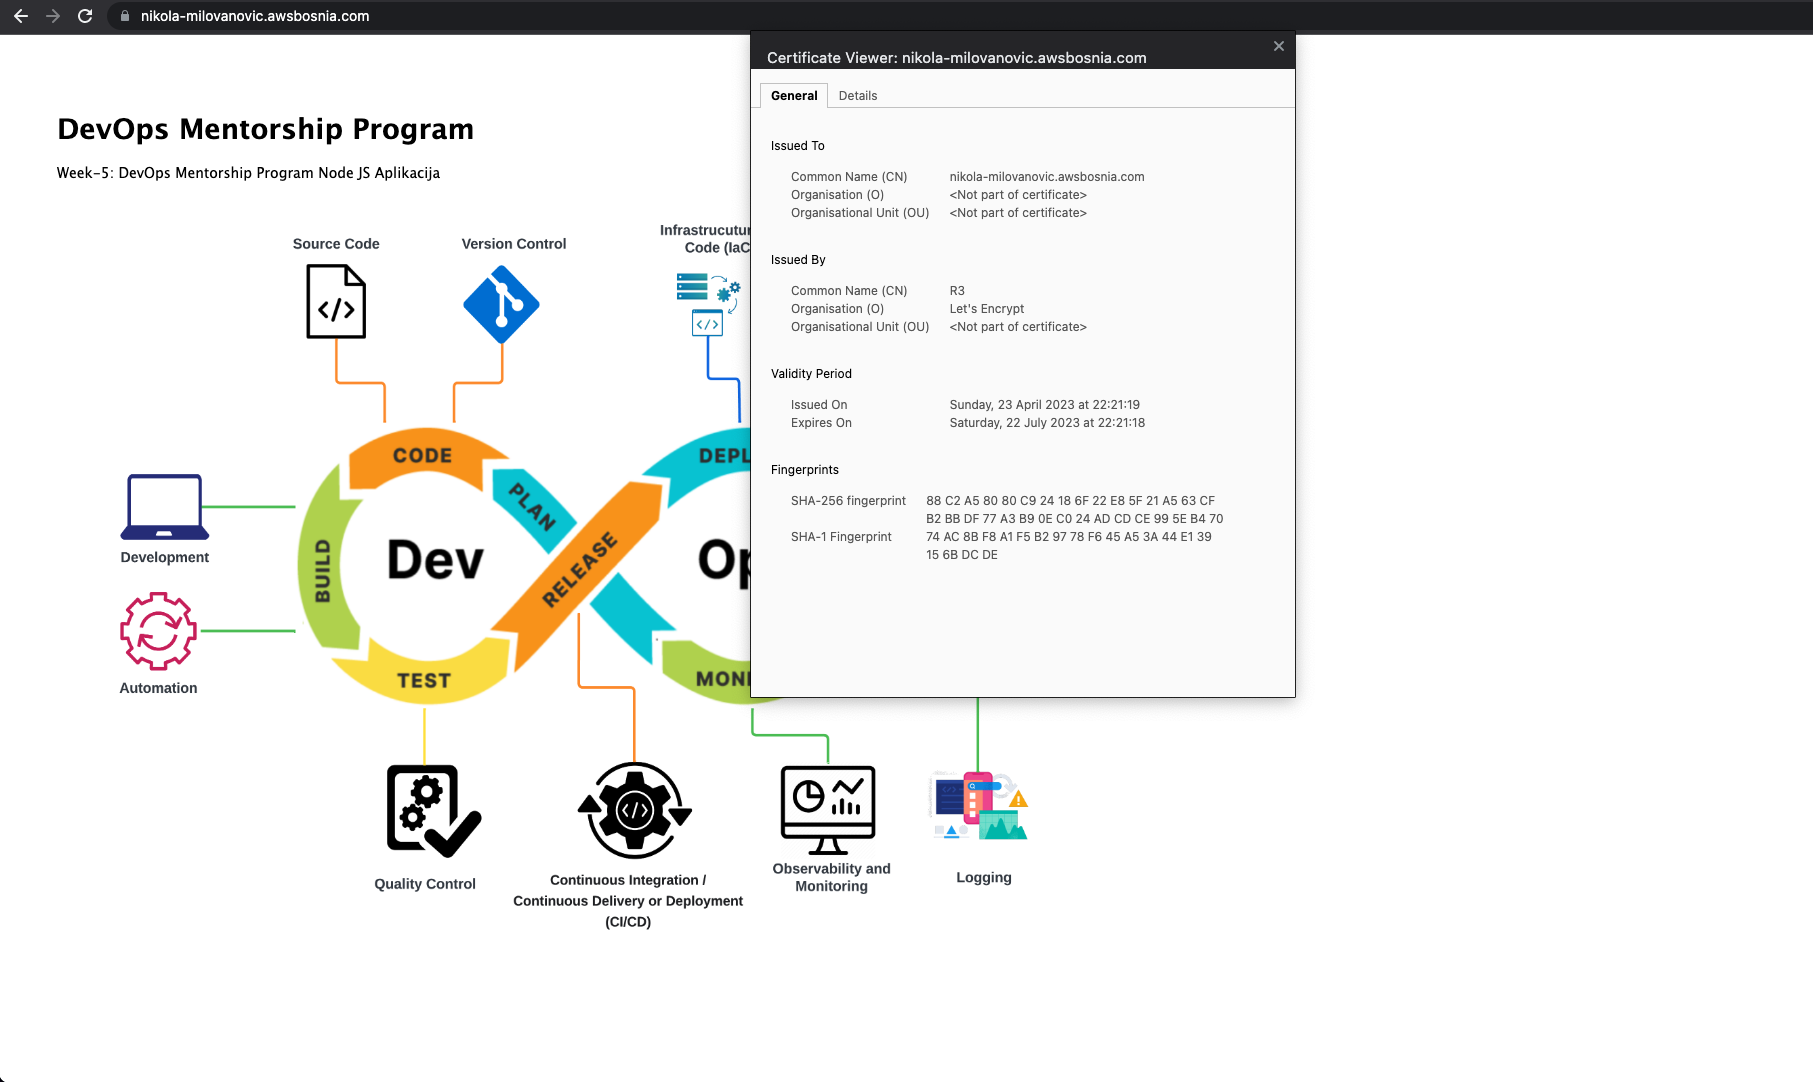 nikola-milovanovic.awsbosnia.com
Certificate Viewer: nikola-milovanovic.awsbosnia.com
General Details
Issued To
Common Name (CN) nikola-milovanovic.awsbosnia.com
Organisation (O) <Not part of certificate>
Organisational Unit (OU) <Not part of certificate>
Issued By
Common Name (CN) R3
Organisation (O) Let's Encrypt
Organisational Unit (OU) <Not part of certificate>
Validity Period
Issued On Sunday, 23 April 2023 at 22:21:19
Expires On Saturday, 22 July 2023 at 22:21:18
Fingerprints
SHA-256 fingerprint 88 C2 A5 80 80 C9 24 18 6F 22 E8 5F 21 A5 63 CF
B2 BB DF 77 A3 B9 0E C0 24 AD CD CE 99 5E B4 70
SHA-1 Fingerprint 74 AC 8B F8 A1 F5 B2 97 78 F6 45 A5 3A 44 E1 39
15 6B DC DE
DevOps Mentorship Program
Week-5: DevOps Mentorship Program Node JS Aplikacija
Source Code
Version Control
Infrastrucutur
Code (IaC
CODE
PLAN
DEPL
BUILD
Dev
RELEASE
Op
TEST
MONI
Development
Automation
Quality Control
Continuous Integration /
Continuous Delivery or Deployment
(CI/CD)
Observability and
Monitoring
Logging